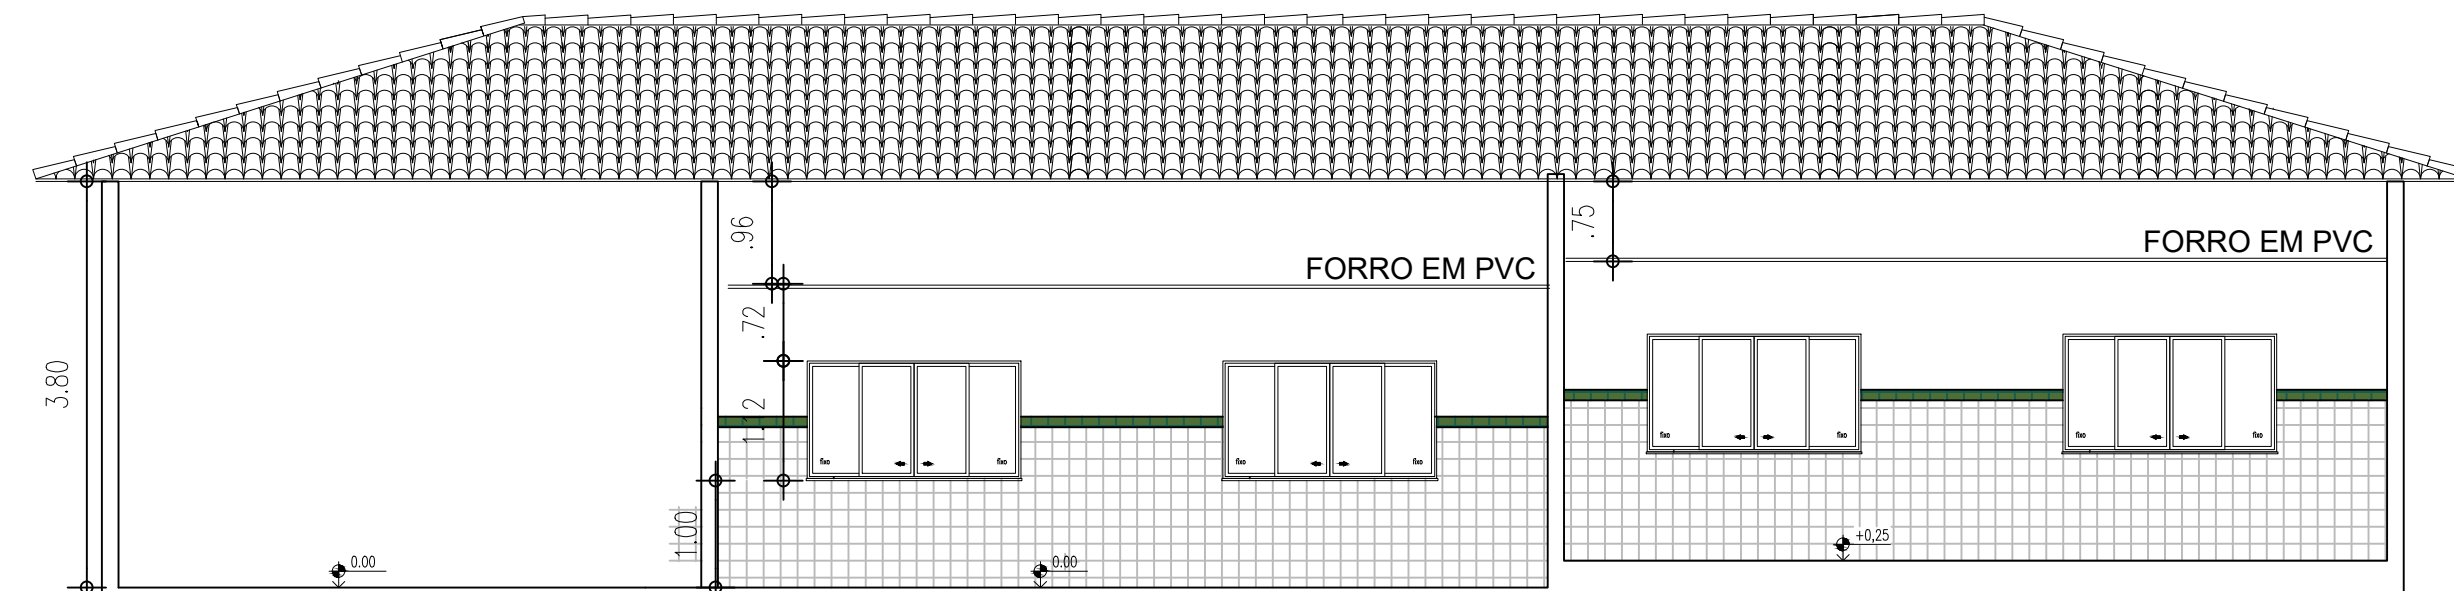 .96
.75
FORRO EM PVC
FORRO EM PVC
.72
3.80
1.12
fixo
fixo
fixo
fixo
fixo
fixo
fixo
fixo
1.00
+0,25
0.00
0.00